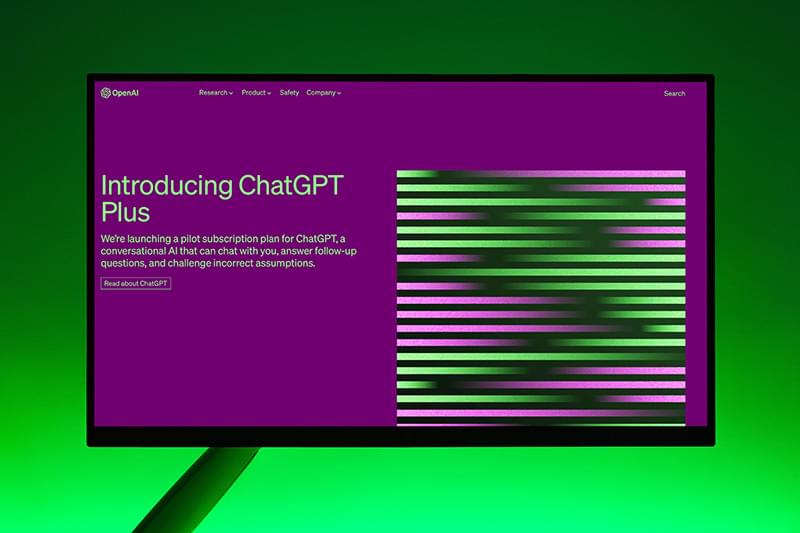 OpenAI
Research Product Safety Company
Search
Introducing ChatGPT
Plus
We're launching a pilot subscription plan for ChatGPT, a
conversational AI that can chat with you, answer follow-up
questions, and challenge incorrect assumptions.
Read about ChatGPT